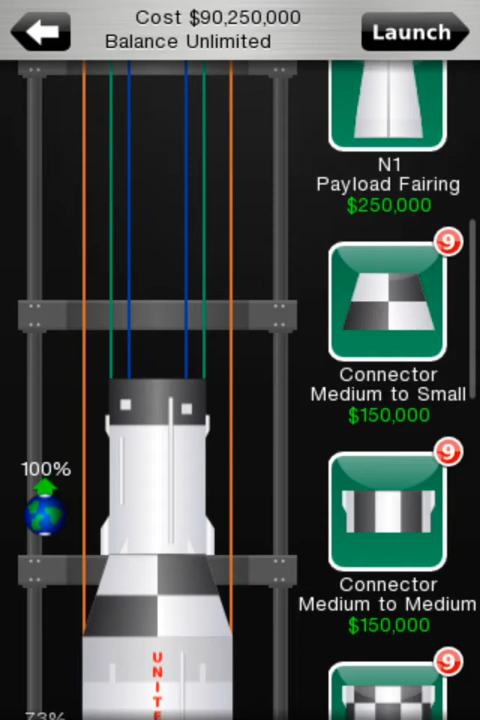 Cost $90,250,000
Balance Unlimited
Launch
N1
Payload Fairing
$250,000
9
Connector
Medium to Small
$150,000
9
Connector
Medium to Medium
$150,000
9
100%
73%
UNITE